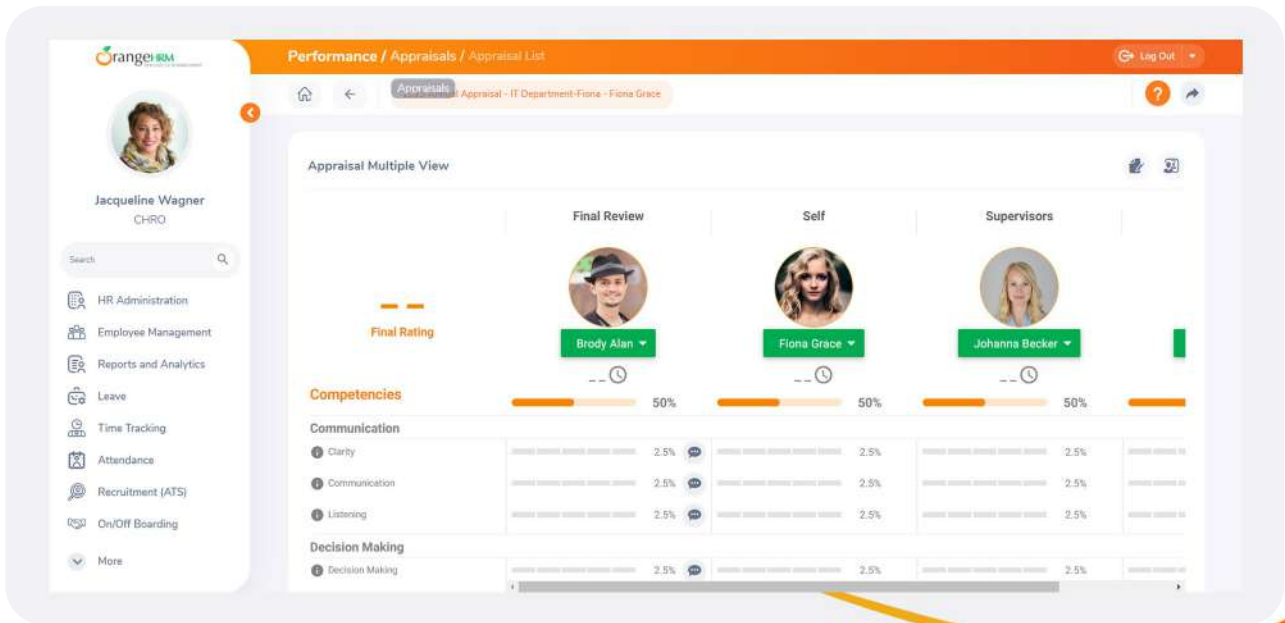 OrangeHRM
Performance / Appraisals / Appraisal List
Log Out
Appraisals
Appraisal - IT Department-Fiona - Fiona Grace
?
Jacqueline Wagner
CHRO
Search
HR Administration
Employee Management
Reports and Analytics
Leave
Time Tracking
Attendance
Recruitment (ATS)
On/Off Boarding
More
Appraisal Multiple View
Final Review Self Supervisors
-- Final Rating
Brody Alan Fiona Grace Johanna Becker
-- -- --
Competencies 50% 50% 50%
Communication
Clarity 2.5% 2.5% 2.5%
Communication 2.5% 2.5% 2.5%
Listening 2.5% 2.5% 2.5%
Decision Making
Decision Making 2.5% 2.5% 2.5%